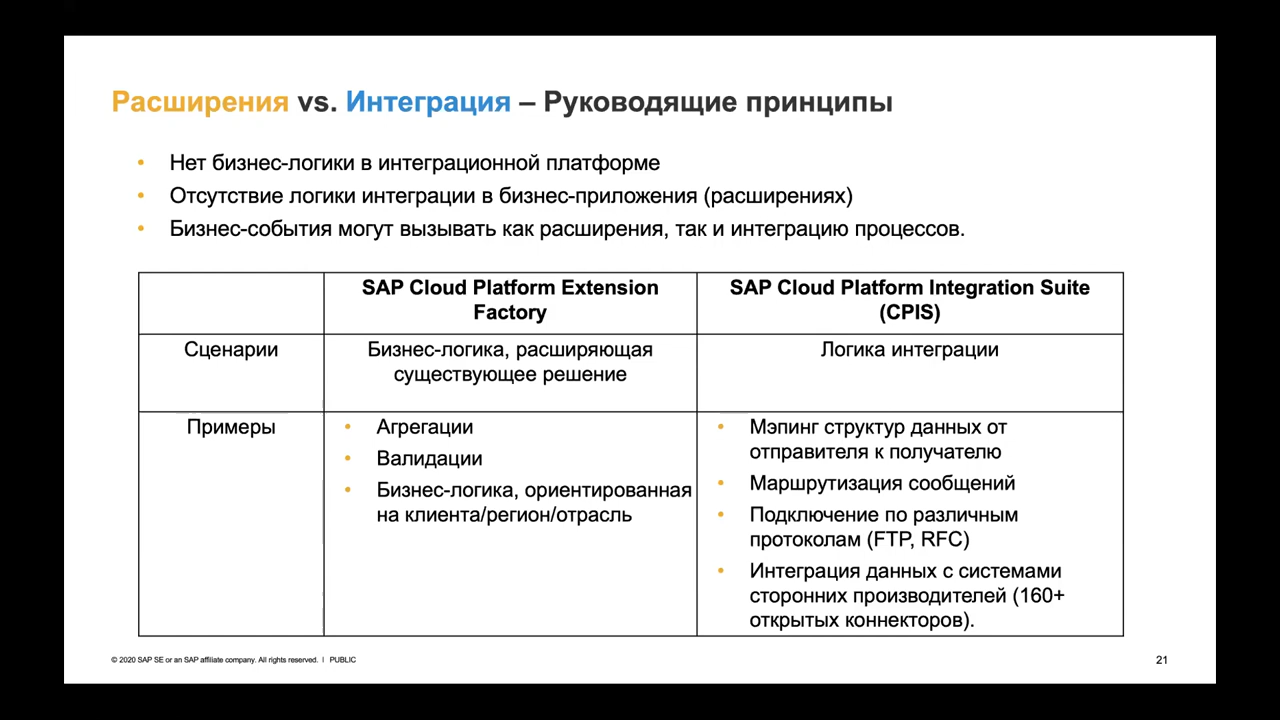 Расширения vs. Интеграция – Руководящие принципы
• Нет бизнес-логики в интеграционной платформе
• Отсутствие логики интеграции в бизнес-приложения (расширениях)
• Бизнес-события могут вызывать как расширения, так и интеграцию процессов.
SAP Cloud Platform Extension
Factory
SAP Cloud Platform Integration Suite
(CPIS)
Сценарии
Бизнес-логика, расширяющая
существующее решение
Логика интеграции
Примеры
• Агрегации
• Валидации
• Бизнес-логика, ориентированная
на клиента/регион/отрасль
• Мэпинг структур данных от
отправителя к получателю
• Маршрутизация сообщений
• Подключение по различным
протоколам (FTP, RFC)
• Интеграция данных с системами
сторонних производителей (160+
открытых коннекторов).
© 2020 SAP SE or an SAP affiliate company. All rights reserved. | PUBLIC
21